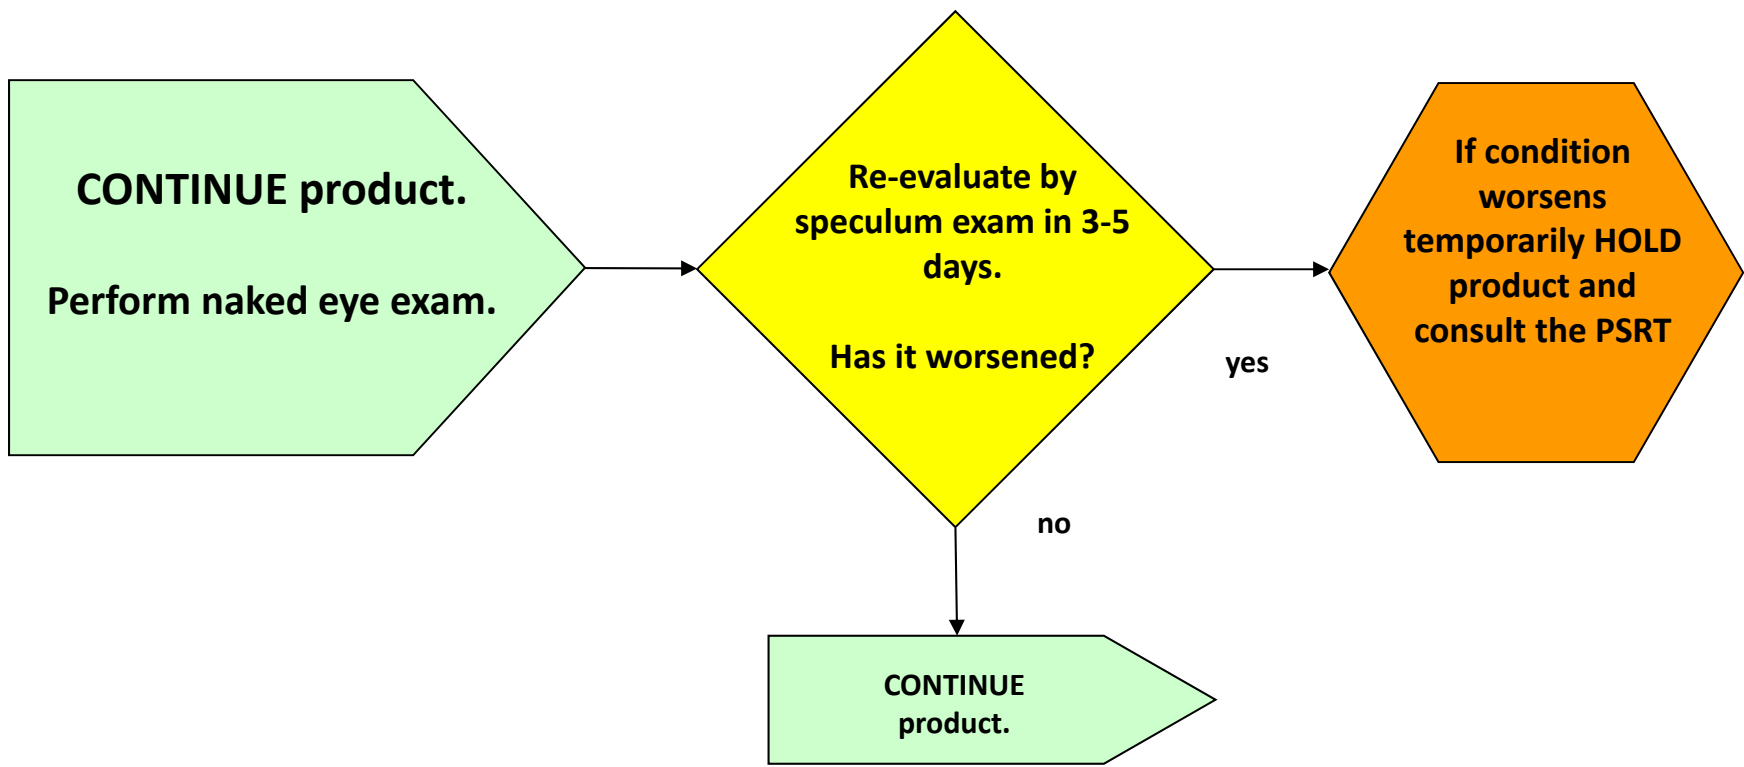 CONTINUE product.
Perform naked eye exam.
Re-evaluate by
speculum exam in 3-5
days.
Has it worsened?
yes
If condition
worsens
temporarily HOLD
product and
consult the PSRT
no
CONTINUE
product.